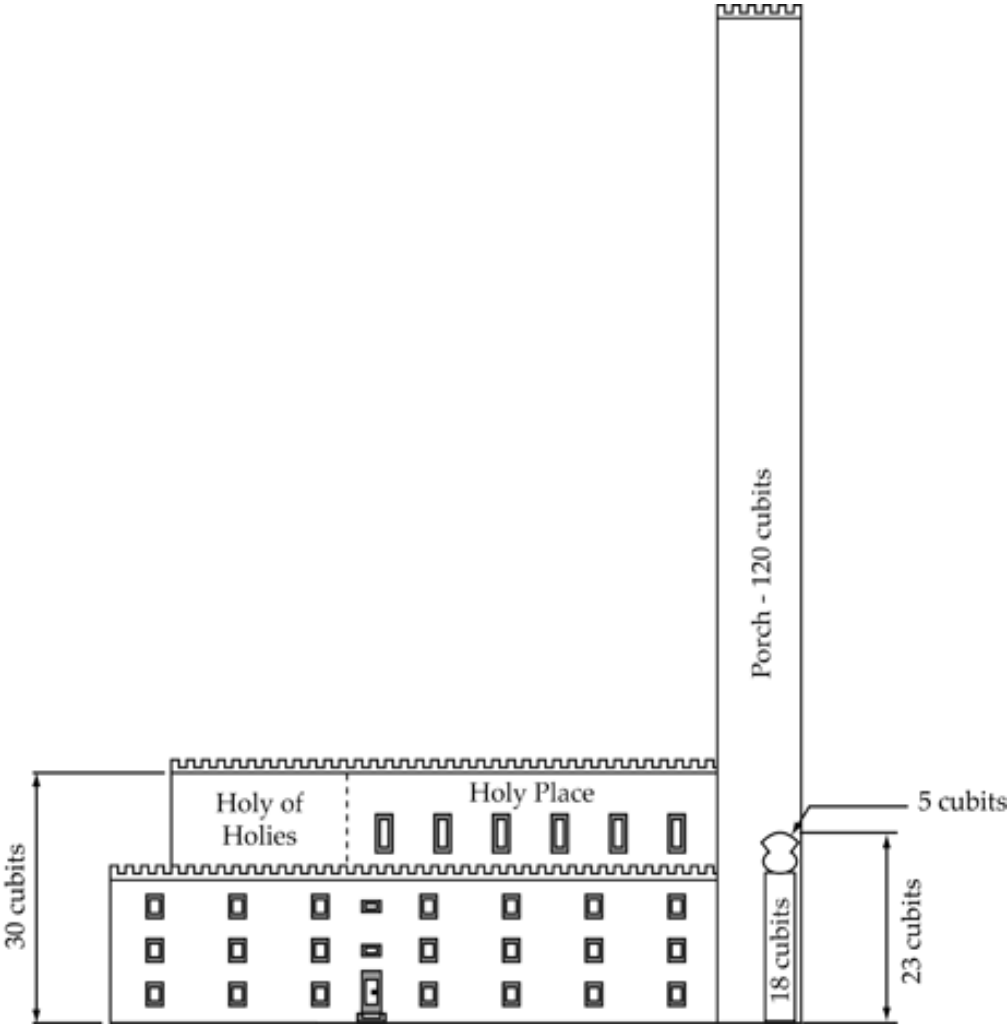 Porch - 120 cubits
Holy of
Holies
Holy Place
5 cubits
30 cubits
18 cubits
23 cubits